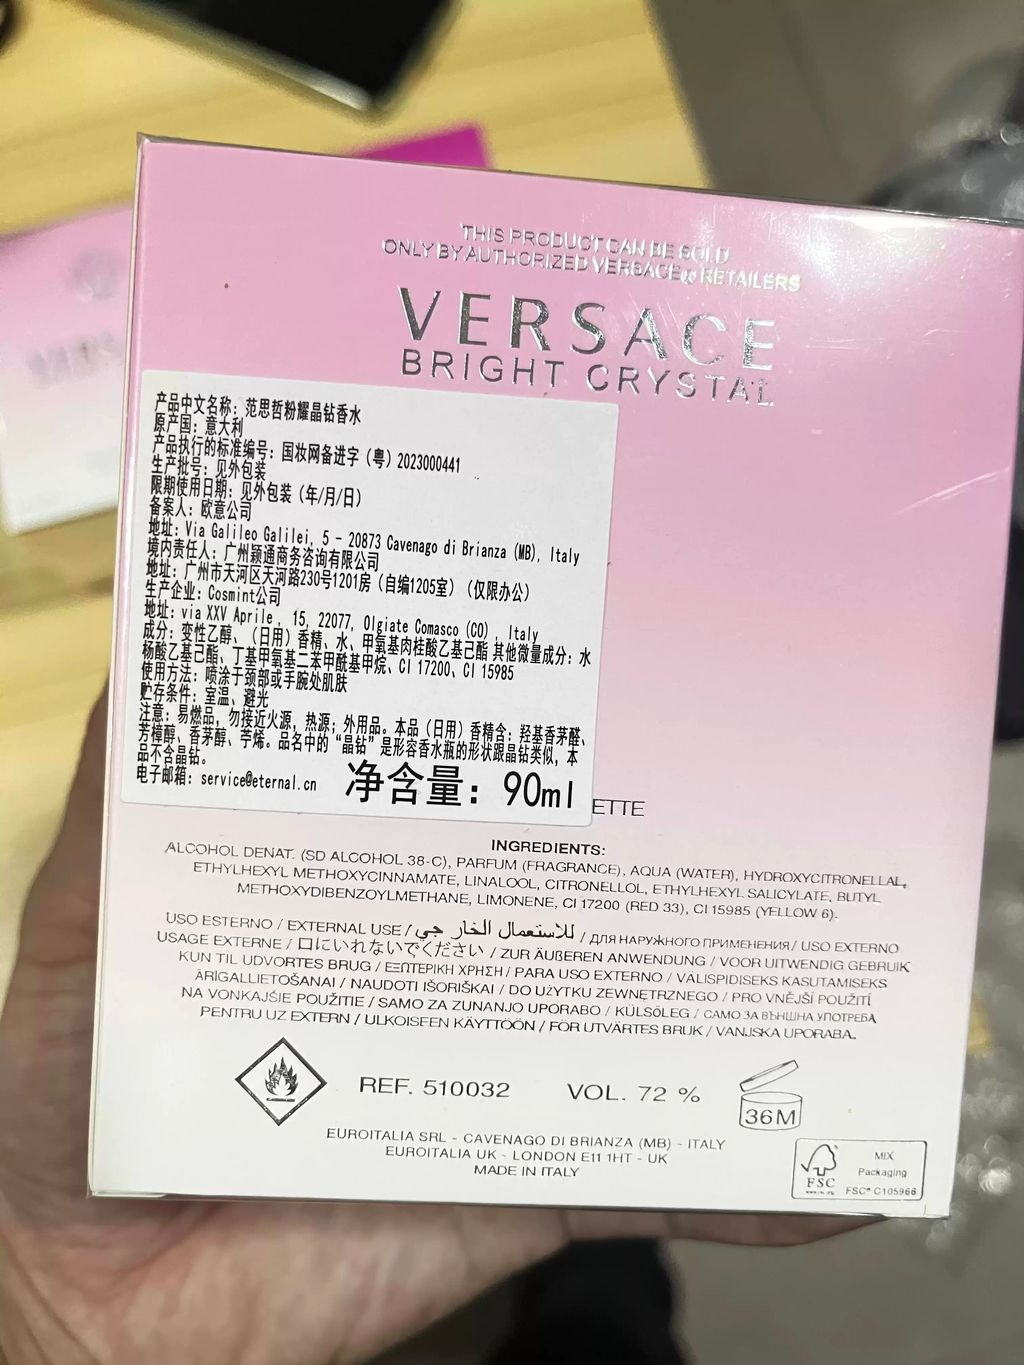 THIS PRODUCT CAN BE SOLD
ONLY BY AUTHORIZED VERSACE® RETAILERS
VERSACE
BRIGHT CRYSTAL
产品中文名称：范思哲粉耀晶钻香水
原产国：意大利
产品执行的标准编号：国妆网备进字（粤）2023000441
生产批号：见外包装
限期使用日期：见外包装（年/月/日）
备案人：欧意公司
地址：Via Galileo Galilei, 5 - 20873 Cavenago di Brianza (MB), Italy
境内责任人：广州颖通商务咨询有限公司
地址：广州市天河区天河路230号1201房（自编1205室）（仅限办公）
生产企业：Cosmint公司
地址：via XXV Aprile, 15, 22077, Olgiate Comasco (CO), Italy
成分：变性乙醇、（日用）香精、水、甲氧基肉桂酸乙基己酯 其他微量成分：水
杨酸乙基己酯、丁基甲氧基二苯甲酰基甲烷、CI 17200、CI 15985
使用方法：喷涂于颈部或手腕处肌肤
贮存条件：室温、避光
注意：易燃品，勿接近火源，热源；外用品。本品（日用）香精含：羟基香茅醛、
芳樟醇、香茅醇、苧烯。品名中的“晶钻”是形容香水瓶的形状跟晶钻类似，本
品不含晶钻。
电子邮箱：service@eternal.cn
净含量：90ml
ETTE
INGREDIENTS:
ALCOHOL DENAT. (SD ALCOHOL 38-C), PARFUM (FRAGRANCE), AQUA (WATER), HYDROXYCITRONELLAL,
ETHYLHEXYL METHOXYCINNAMATE, LINALOOL, CITRONELLOL, ETHYLHEXYL SALICYLATE, BUTYL
METHOXYDIBENZOYLMETHANE, LIMONENE, CI 17200 (RED 33), CI 15985 (YELLOW 6).
USO ESTERNO / EXTERNAL USE / للاستعمال الخار جي / ДЛЯ НАРУЖНОГО ПРИМЕНЕНИЯ / USO EXTERNO
USAGE EXTERNE / 口にいれないでください / ZUR ÄUßEREN ANWENDUNG / VOOR UITWENDIG GEBRUIK
KUN TIL UDVORTES BRUG / ΕΞΩΤΕΡΙΚΗ ΧΡΗΣΗ / PARA USO EXTERNO / VÄLISPIDISEKS KASUTAMISEKS
ĀRIGALLIETOŠANAI / NAUDOTI IŠORIŠKAI / DO UŻYTKU ZEWNĘTRZNEGO / PRO VNĚJŠÍ POUŽITÍ
NA VONKAJŠIE POUŽITIE / SAMO ZA ZUNANJO UPORABO / KÜLSŐLEG / САМО ЗА ВЪНШНА УПОТРЕБА
PENTRU UZ EXTERN / ULKOISEEN KÄYTTÖÖN / FÖR UTVÄRTES BRUK / VANJSKA UPORABA.
REF. 510032 VOL. 72 % 36M
EUROITALIA SRL - CAVENAGO DI BRIANZA (MB) - ITALY
EUROITALIA UK - LONDON E11 1HT - UK
MADE IN ITALY
FSC
MIX
Packaging
FSC® C105966